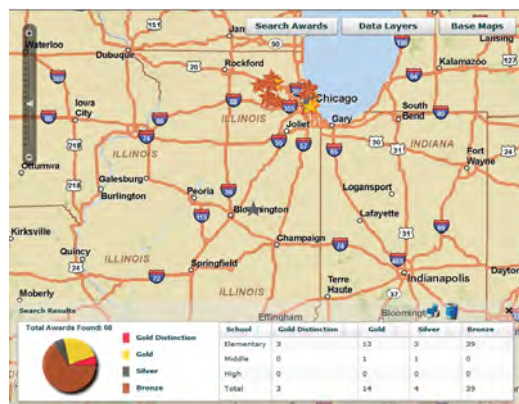 Search Awards
Data Layers
Base Maps
Waterloo
Dubuque
Rockford
Lansing
Kalamazoo
Iowa City
Chicago
Joliet
Gary
South Bend
ILLINOIS
INDIANA
ILLINOIS
Ottumwa
Galesburg
Burlington
Peoria
Fort Wayne
Logansport
Bloomington
Lafayette
Kirksville
Champaign
Quincy
ILLINOIS
Springfield
Indianapolis
Dayton
Moberly
ILLINOIS
Terre Haute
Effingham
Bloomingt
Search Results
Total Awards Found: 60
Gold Distinction
Gold
Silver
Bronze
School Gold Distinction Gold Silver Bronze
Elementary 3 13 3 39
Middle 0 1 1 0
High 0 0 0 0
Total 3 14 4 39